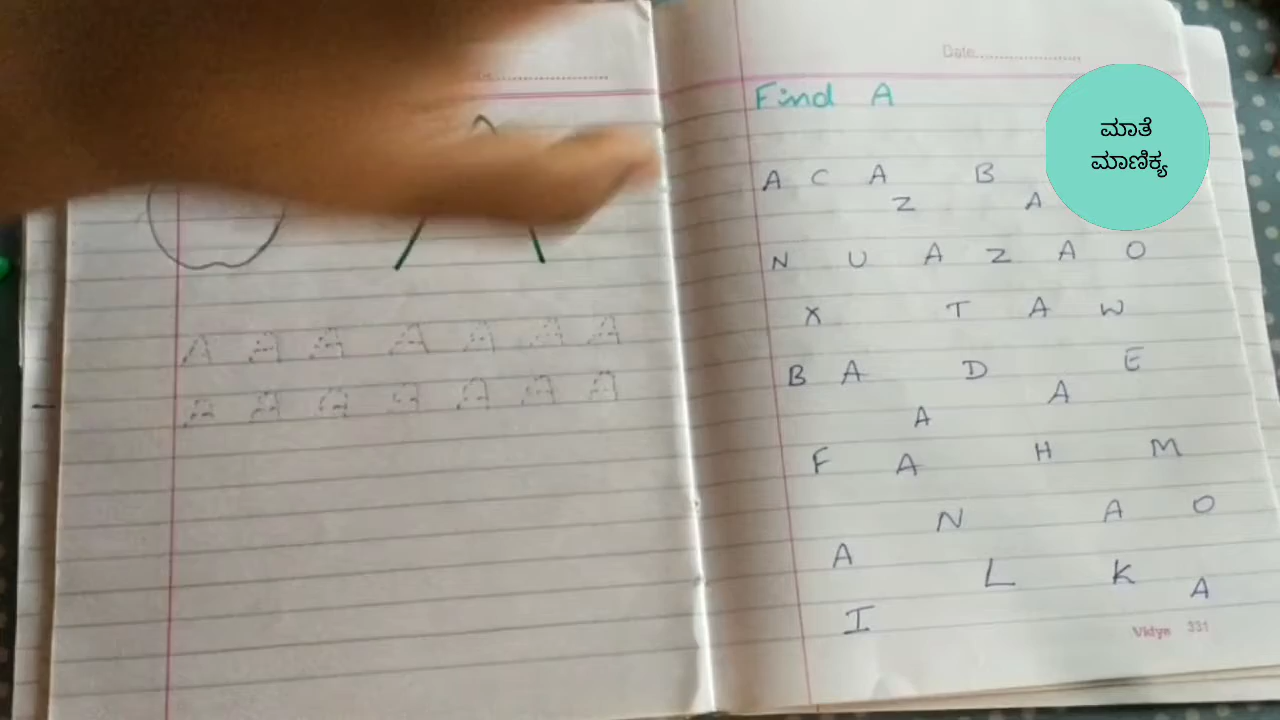 A A A A A A A
A A A A A A A
Date
Find A
A C A B
Z A
N U A Z A O
X T A W
B A D E
A A
F A H M
N A O
A L K A
I
Vidya 331
ಮಾತೆ
ಮಾಣಿಕ್ಯ